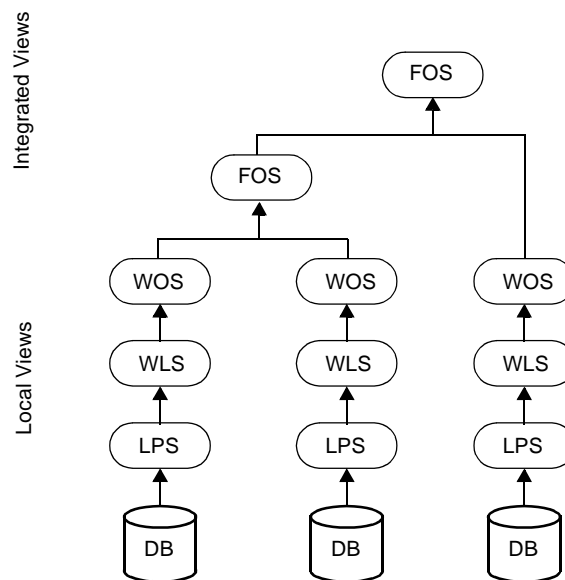 Integrated Views
FOS
FOS
WOS WOS WOS
Local Views
WLS WLS WLS
LPS LPS LPS
DB DB DB